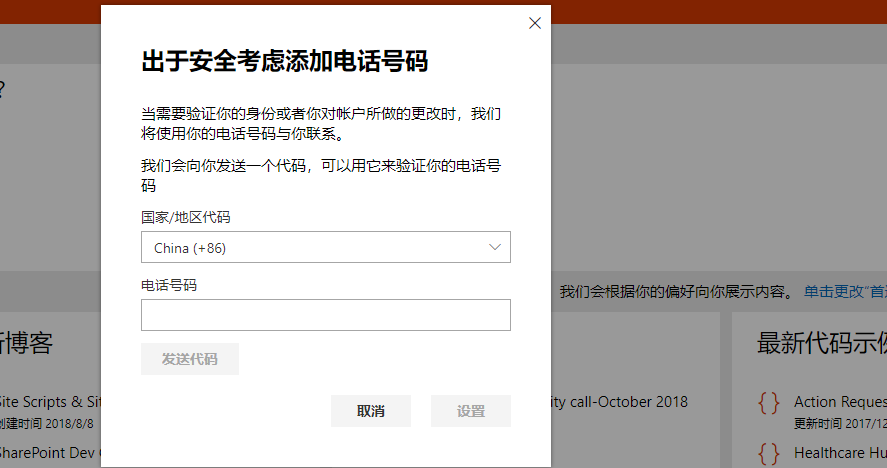 出于安全考虑添加电话号码
?
当需要验证你的身份或者你对帐户所做的更改时，我们
将使用你的电话号码与你联系。
我们会向你发送一个代码，可以用它来验证你的电话号
码
国家/地区代码
China (+86)
电话号码
我们会根据你的偏好向你展示内容。 单击更改"首
发送代码
博客
最新代码示
Site Scripts & Sit
ity call-October 2018
{ } Action Reques
创建时间 2018/8/8
更新时间 2017/12
取消
设置
SharePoint Dev
{ } Healthcare Hu